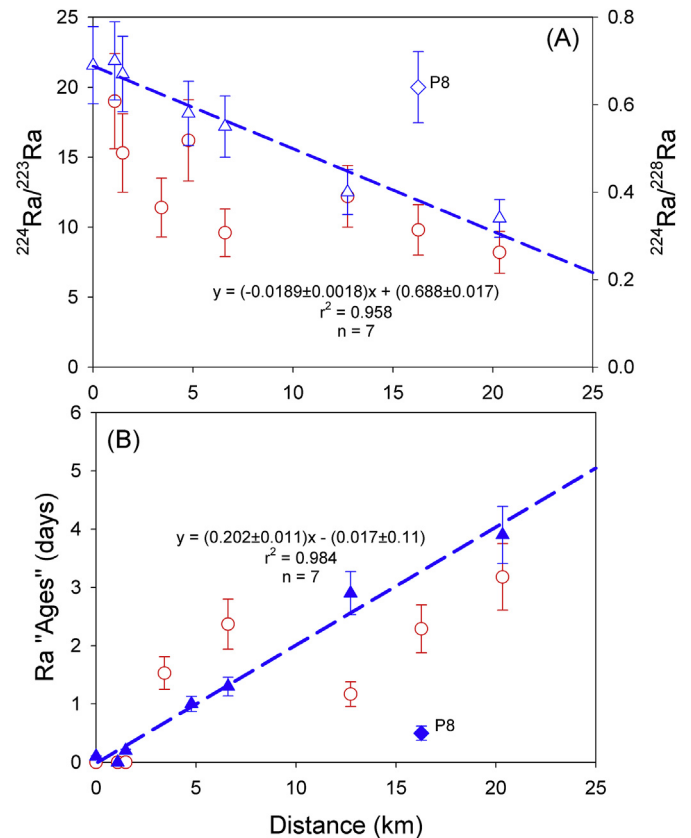 (A)
25
20
15
10
5
0
²²⁴Ra/²²³Ra
0.8
0.6
0.4
0.2
0.0
²²⁴Ra/²²⁸Ra
P8
y = (-0.0189±0.0018)x + (0.688±0.017)
r² = 0.958
n = 7
0 5 10 15 20 25
(B)
6
5
4
3
2
1
0
Ra "Ages" (days)
y = (0.202±0.011)x - (0.017±0.11)
r² = 0.984
n = 7
P8
0 5 10 15 20 25
Distance (km)